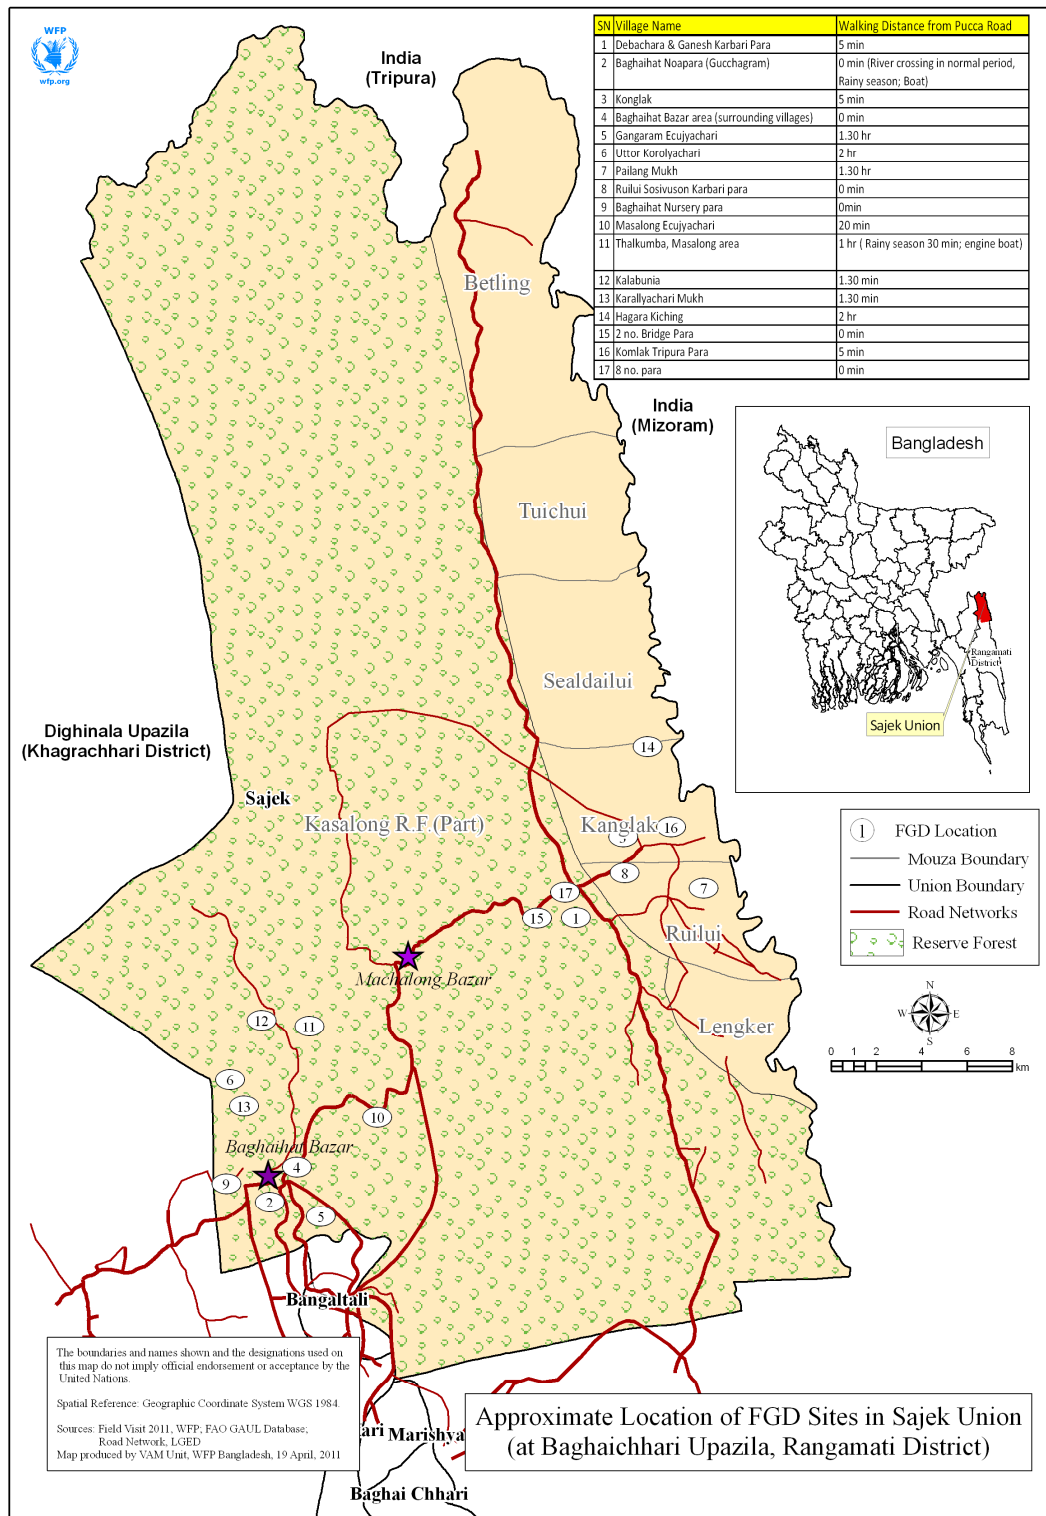 WFP
wfp.org
India
(Tripura)
SN Village Name Walking Distance from Pucca Road
1 Debachara & Ganesh Karbari Para 5 min
2 Baghaihat Noapara (Gucchagram) 0 min (River crossing in normal period,
Rainy season; Boat)
3 Konglak 5 min
4 Baghaihat Bazar area (surrounding villages) 0 min
5 Gangaram Ecujyachari 1.30 hr
6 Uttor Korolyachari 2 hr
7 Pailang Mukh 1.30 hr
8 Ruilui Sosivuson Karbari para 0 min
9 Baghaihat Nursery para 0min
10 Masalong Ecujyachari 20 min
11 Thalkumba, Masalong area 1 hr ( Rainy season 30 min; engine boat)
12 Kalabunia 1.30 min
13 Karallyachari Mukh 1.30 min
14 Hagara Kiching 2 hr
15 2 no. Bridge Para 0 min
16 Komlak Tripura Para 5 min
17 8 no. para 0 min
Betling
India
(Mizoram)
Bangladesh
Tuichui
Rangamati
District
Sealdailui
Sajek Union
Dighinala Upazila
(Khagrachhari District)
14
Sajek
Kasalong R.F.(Part)
Kanglak
16
8
7
17
15
1
Ruilui
1 FGD Location
Mouza Boundary
Union Boundary
Road Networks
Reserve Forest
Machalong Bazar
N
W E
S
12
11
Lengker
0 1 2 4 6 8
km
6
13
10
Baghaihat Bazar
4
9
2
5
Bangaltali
The boundaries and names shown and the designations used on
this map do not imply official endorsement or acceptance by the
United Nations.
Spatial Reference: Geographic Coordinate System WGS 1984.
Sources: Field Visit 2011, WFP; FAO GAUL Database;
Road Network, LGED
Map produced by VAM Unit, WFP Bangladesh, 19 April, 2011
ari
Marishya
Approximate Location of FGD Sites in Sajek Union
(at Baghaichhari Upazila, Rangamati District)
Baghai Chhari